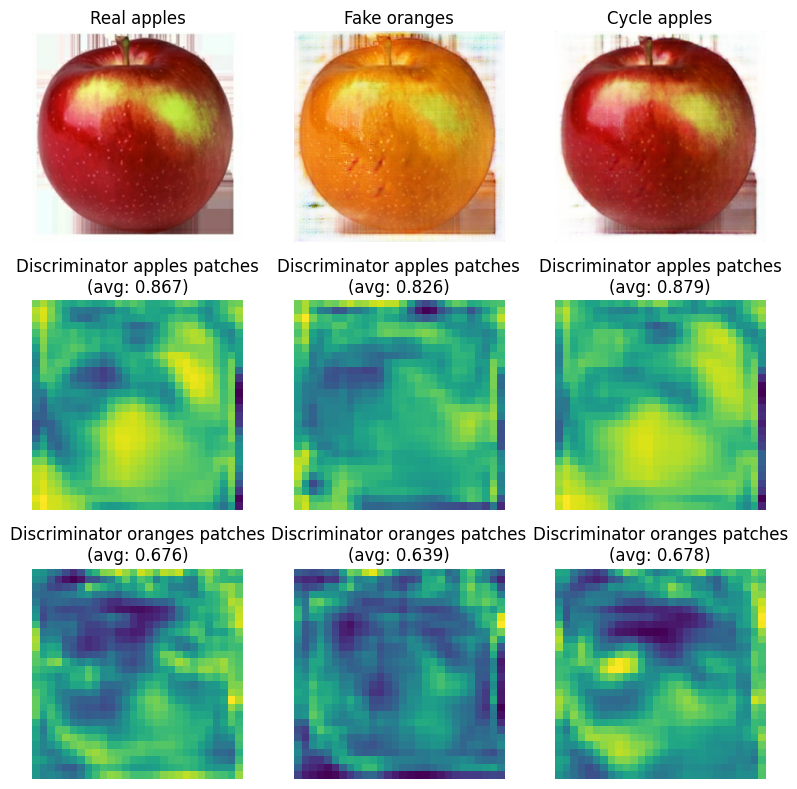 Real apples
Fake oranges
Cycle apples
Discriminator apples patches
(avg: 0.867)
Discriminator apples patches
(avg: 0.826)
Discriminator apples patches
(avg: 0.879)
Discriminator oranges patches
(avg: 0.676)
Discriminator oranges patches
(avg: 0.639)
Discriminator oranges patches
(avg: 0.678)